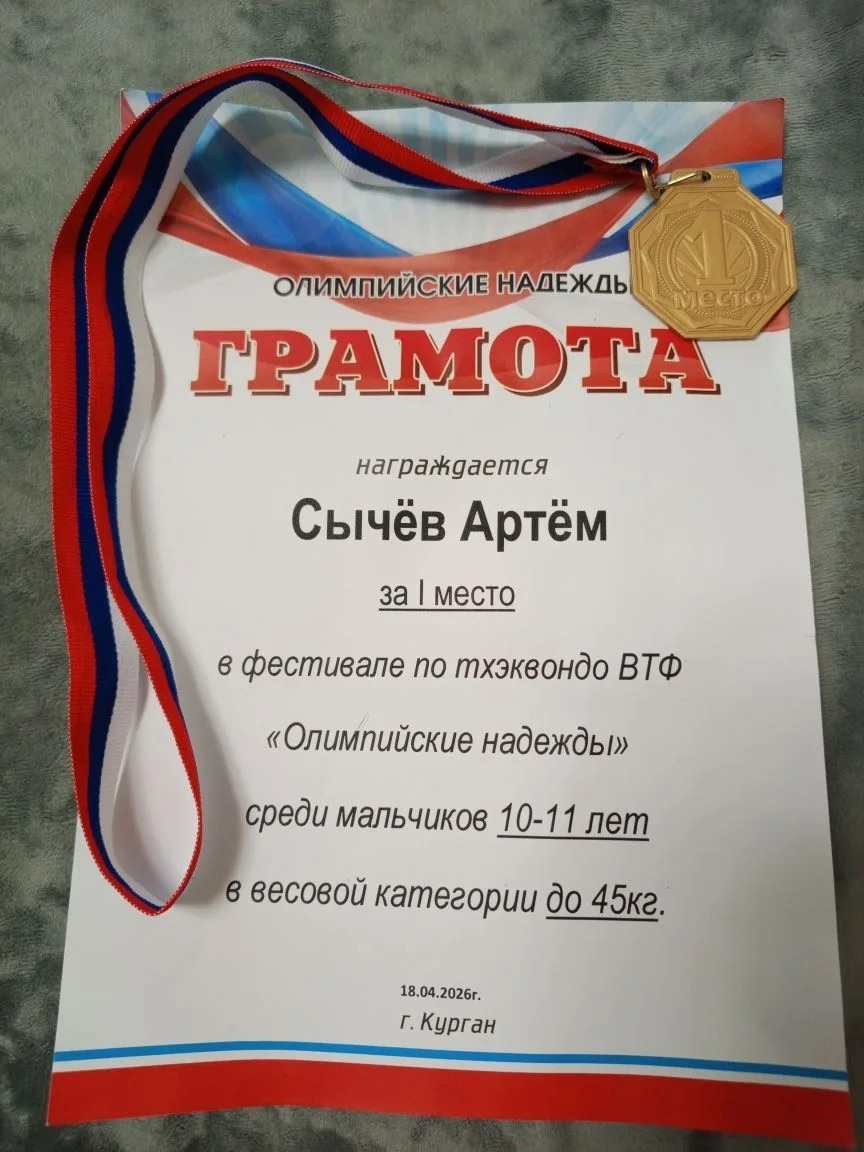 ОЛИМПИЙСКИЕ НАДЕЖДЫ
1
место
ГРАМОТА
награждается
Сычёв Артём
за I место
в фестивале по тхэквондо ВТФ
«Олимпийские надежды»
среди мальчиков 10-11 лет
в весовой категории до 45кг.
18.04.2026г.
г. Курган